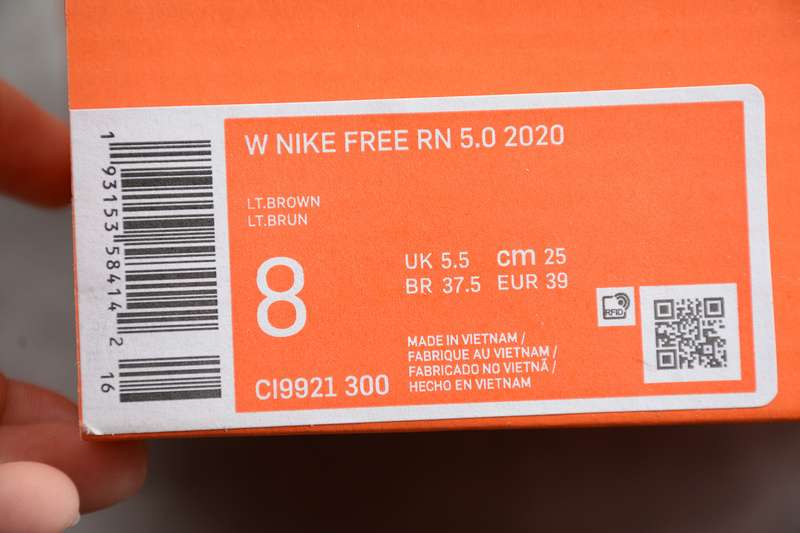 W NIKE FREE RN 5.0 2020
LT.BROWN
LT.BRUN
8
UK 5.5 cm 25
BR 37.5 EUR 39
CI9921 300
MADE IN VIETNAM /
FABRIQUE AU VIETNAM /
FABRICADO NO VIETNÃ /
HECHO EN VIETNAM
RFID
1 93153 58414 2 16